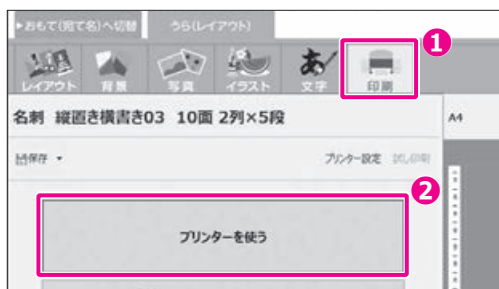 ▸おもて(宛て名)へ切替 うら(レイアウト)
1
レイアウト 背景 写真 イラスト 文字 印刷
あ
名刺 縦置き横書き03 10面 2列×5段 A4
保存 ▾ プリンター設定 試し印刷
2
プリンターを使う